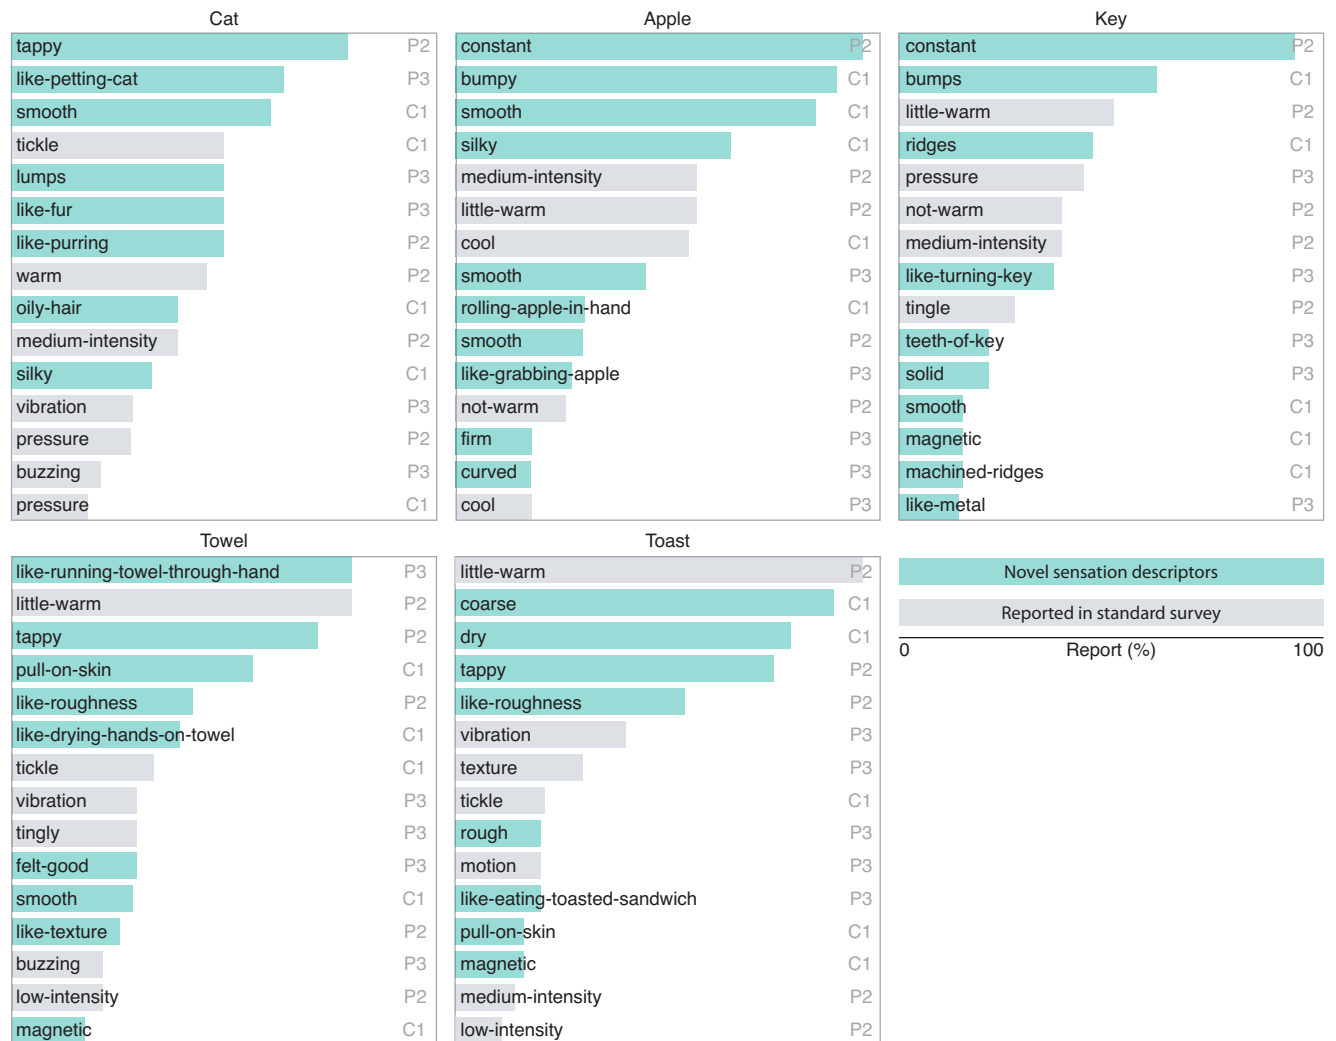 Cat
tappy P2
like-petting-cat P3
smooth C1
tickle C1
lumps P3
like-fur P3
like-purring P2
warm P2
oily-hair C1
medium-intensity P2
silky C1
vibration P3
pressure P2
buzzing P3
pressure C1
Apple
constant P2
bumpy C1
smooth C1
silky C1
medium-intensity P2
little-warm P2
cool C1
smooth P3
rolling-apple-in-hand C1
smooth P2
like-grabbing-apple P3
not-warm P2
firm P3
curved P3
cool P3
Key
constant P2
bumps C1
little-warm P2
ridges C1
pressure P3
not-warm P2
medium-intensity P2
like-turning-key P3
tingle P2
teeth-of-key P3
solid P3
smooth C1
magnetic C1
machined-ridges C1
like-metal P3
Towel
like-running-towel-through-hand P3
little-warm P2
tappy P2
pull-on-skin C1
like-roughness P2
like-drying-hands-on-towel C1
tickle C1
vibration P3
tingly P3
felt-good P3
smooth C1
like-texture P2
buzzing P3
low-intensity P2
magnetic C1
Toast
little-warm P2
coarse C1
dry C1
tappy P2
like-roughness P2
vibration P3
texture P3
tickle C1
rough P3
motion P3
like-eating-toasted-sandwich P3
pull-on-skin C1
magnetic C1
medium-intensity P2
low-intensity P2
Novel sensation descriptors
Reported in standard survey
0 Report (%) 100